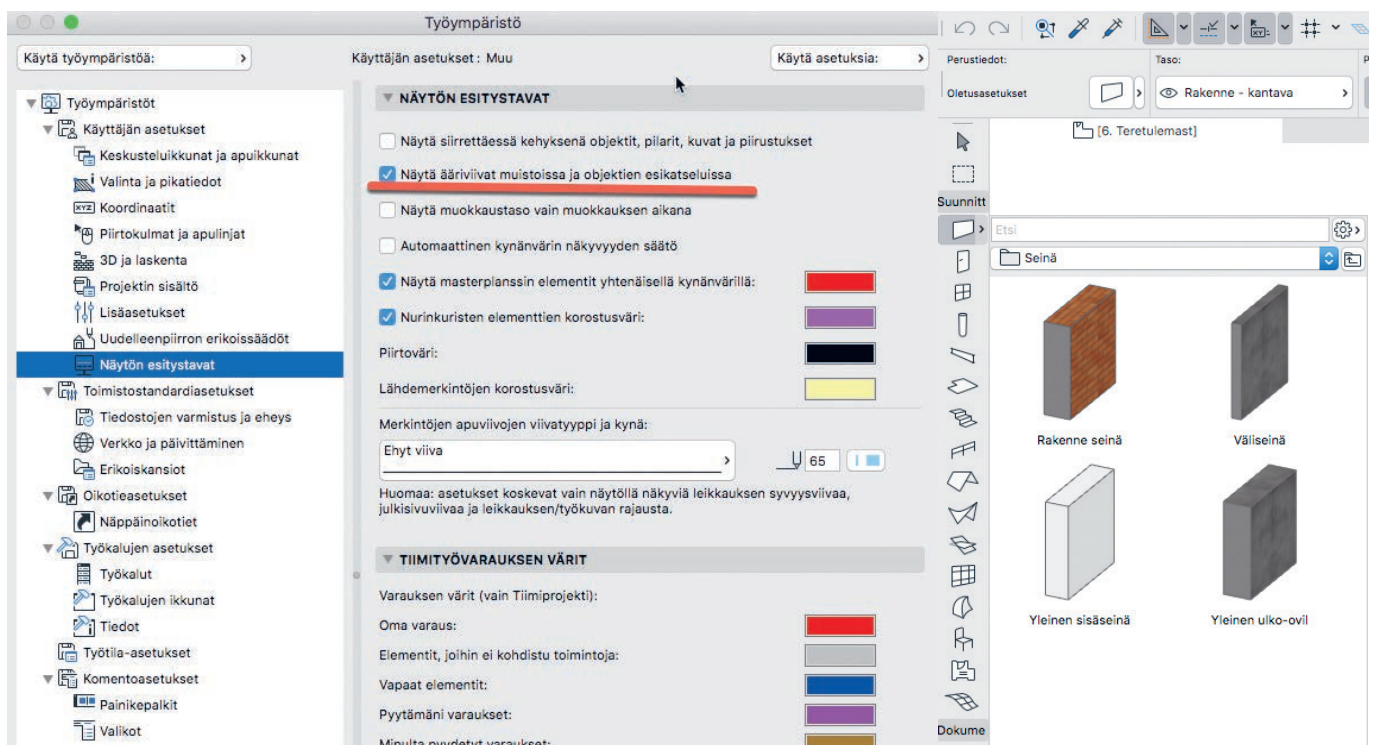 Työympäristö
Käytä työympäristöä:
Käyttäjän asetukset: Muu
Käytä asetuksia:
Työympäristöt
Käyttäjän asetukset
Keskusteluikkunat ja apuikkunat
Valinta ja pikatiedot
XYZ Koordinaatit
Piirtokulmat ja apulinjat
3D ja laskenta
Projektin sisältö
Lisäasetukset
Uudelleenpiirron erikoissäädöt
Näytön esitystavat
Toimistostandardiasetukset
Tiedostojen varmistus ja eheys
Verkko ja päivittäminen
Erikoiskansiot
Oikotieasetukset
Näppäinoikotiet
Työkalujen asetukset
Työkalut
Työkalujen ikkunat
Tiedot
Työtila-asetukset
Komentoasetukset
Painikepalkit
Valikot
NÄYTÖN ESITYSTAVAT
Näytä siirrettäessä kehyksenä objektit, pilarit, kuvat ja piirustukset
Näytä ääriviivat muistoissa ja objektien esikatseluissa
Näytä muokkaustaso vain muokkauksen aikana
Automaattinen kynänvärin näkyvyyden säätö
Näytä masterplanssin elementit yhtenäisellä kynänvärillä:
Nurinkuristen elementtien korostusväri:
Piirtoväri:
Lähdemerkintöjen korostusväri:
Merkintöjen apuviivojen viivatyyppi ja kynä:
Ehyt viiva
65
Huomaa: asetukset koskevat vain näytöllä näkyviä leikkauksen syvyysviivaa,
julkisivuviivaa ja leikkauksen/työkuvan rajausta.
TIIMITYÖVARAUKSEN VÄRIT
Varauksen värit (vain Tiimiprojekti):
Oma varaus:
Elementit, joihin ei kohdistu toimintoja:
Vapaat elementit:
Pyytämäni varaukset:
Minulta pyydetyt varaukset:
XY:
Perustiedot:
Taso:
P
Oletusasetukset
Rakenne - kantava
[6. Teretulemast]
Suunnitt
Etsi
Seinä
Rakenne seinä
Väliseinä
Yleinen sisäseinä
Yleinen ulko-ovil
Dokume